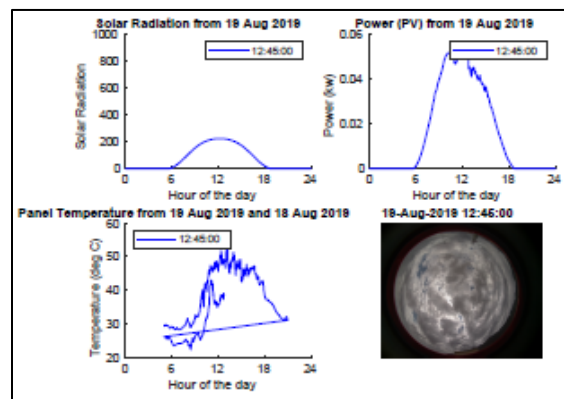 Solar Radiation from 19 Aug 2019
1000
800
600
400
200
0
Solar Radiation
12:45:00
0 6 12 18 24
Hour of the day
Power (PV) from 19 Aug 2019
0.06
0.04
0.02
0
Power (kw)
12:45:00
0 6 12 18 24
Hour of the day
Panel Temperature from 19 Aug 2019 and 18 Aug 2019
60
50
40
30
20
Temperature (deg C)
12:45:00
0 6 12 18 24
Hour of the day
19-Aug-2019 12:45:00